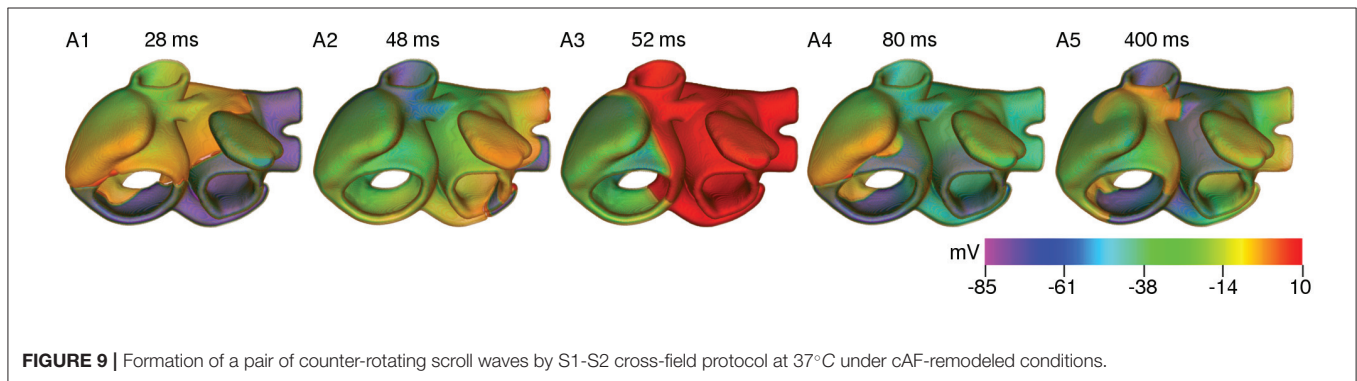 A1 28 ms A2 48 ms A3 52 ms A4 80 ms A5 400 ms
mV
-85 -61 -38 -14 10
FIGURE 9 | Formation of a pair of counter-rotating scroll waves by S1-S2 cross-field protocol at 37°C under cAF-remodeled conditions.